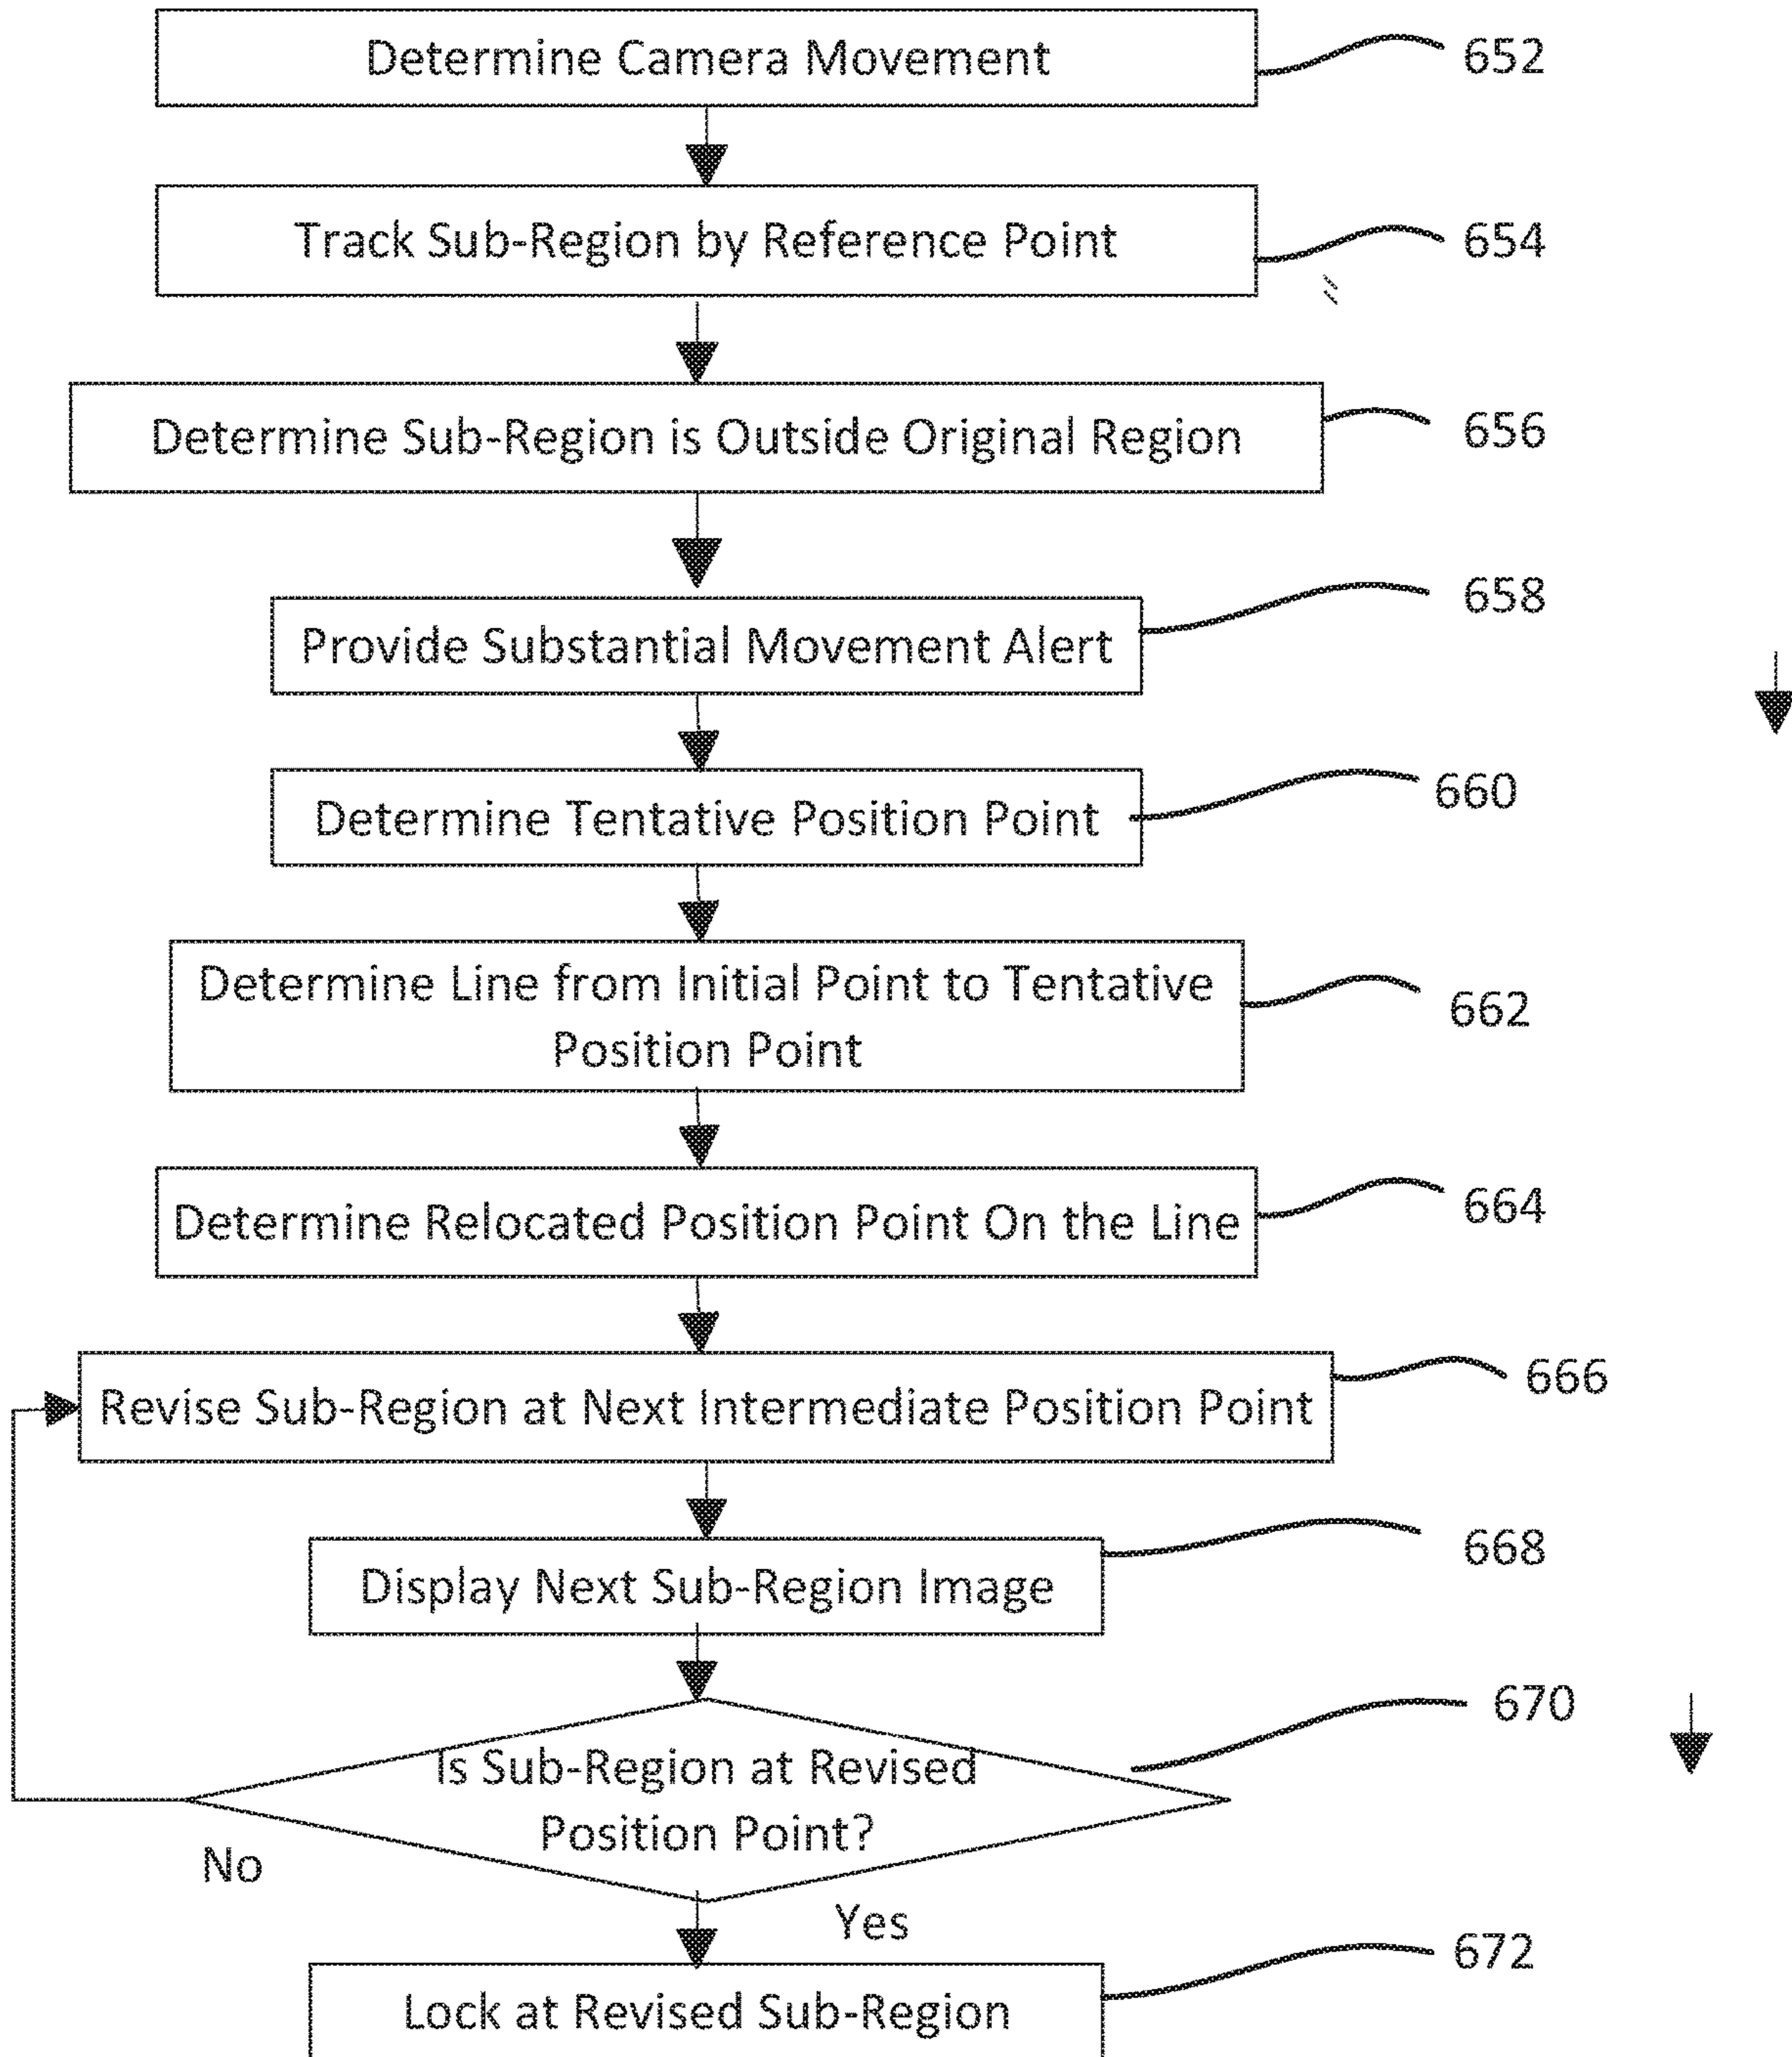 Determine Camera Movement
652
Track Sub-Region by Reference Point
654
Determine Sub-Region is Outside Original Region
656
Provide Substantial Movement Alert
658
Determine Tentative Position Point
660
Determine Line from Initial Point to Tentative
Position Point
662
Determine Relocated Position Point On the Line
664
Revise Sub-Region at Next Intermediate Position Point
666
Display Next Sub-Region Image
668
Is Sub-Region at Revised
Position Point?
670
No
Yes
Lock at Revised Sub-Region
672